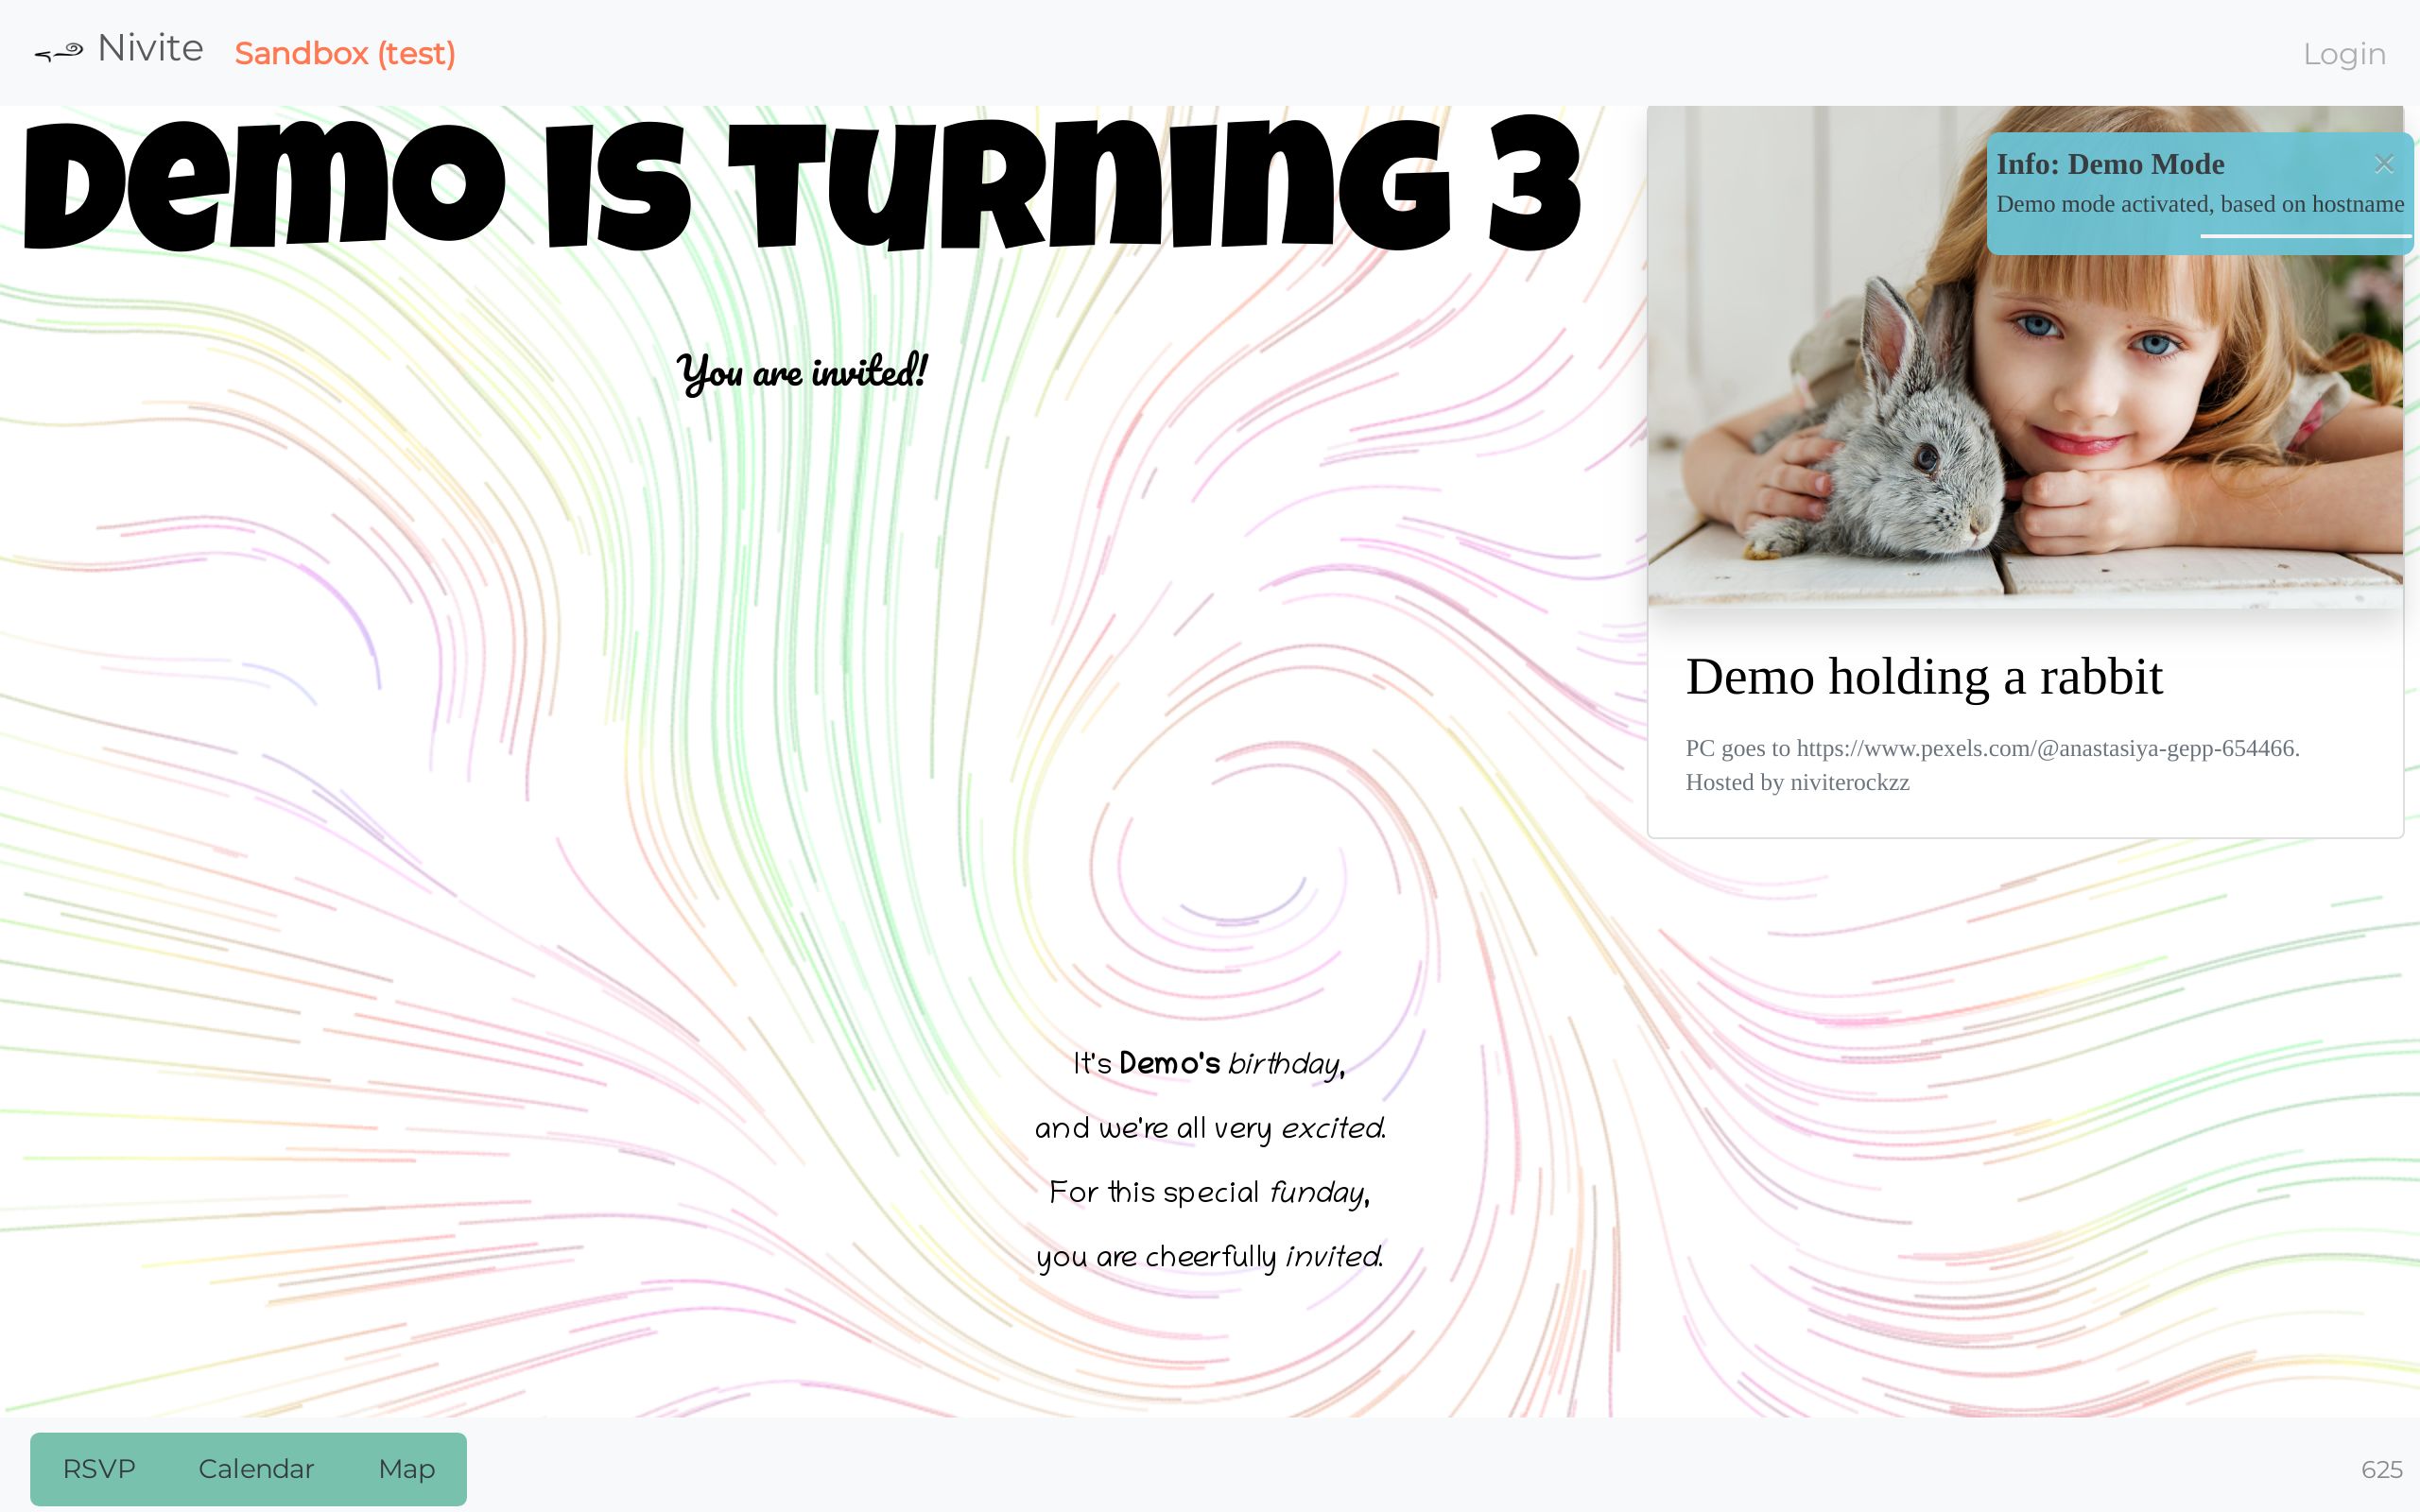 Nivite
Sandbox (test)
Login
Demo is turning 3
You are invited!
Info: Demo Mode
Demo mode activated, based on hostname
Demo holding a rabbit
PC goes to https://www.pexels.com/@anastasiya-gepp-654466.
Hosted by niviterockzz
It's Demo's birthday,
and we're all very excited.
For this special funday,
you are cheerfully invited.
RSVP Calendar Map
625